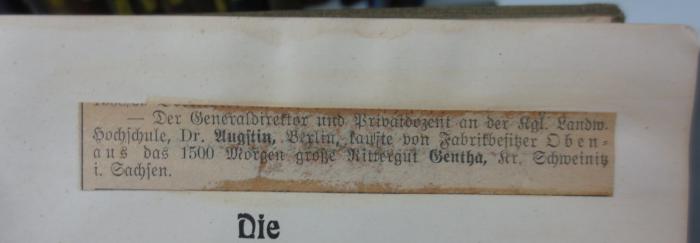 — Der Generaldirektor und Privatdozent an der Kgl. Landw.
Hochschule, Dr. Augstin, Berlin, kaufte von Fabrikbesitzer Oben-
aus das 1500 Morgen große Rittergut Gentha, Kr. Schweinitz
i. Sachsen.
Die